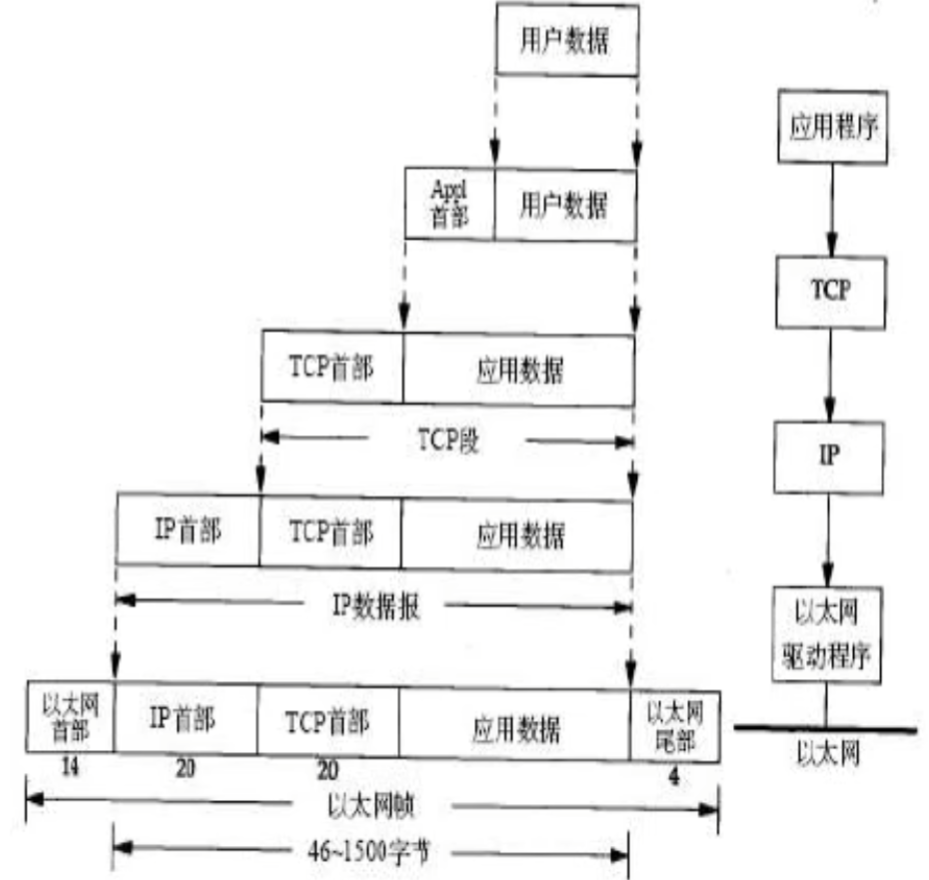 用户数据
应用程序
Appl
首部
用户数据
TCP
TCP首部
应用数据
TCP段
IP
IP首部
TCP首部
应用数据
IP数据报
以太网
驱动程序
以太网
首部
IP首部
TCP首部
应用数据
以太网
尾部
以太网
14
20
20
4
以太网帧
46~1500字节